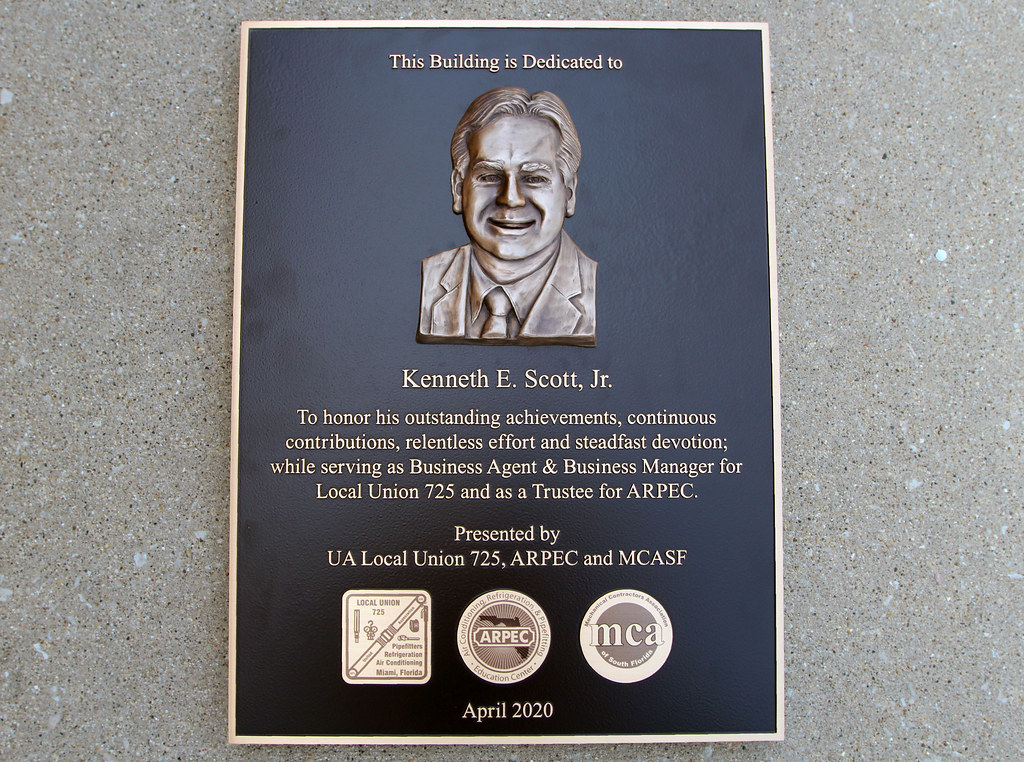 This Building is Dedicated to
Kenneth E. Scott, Jr.
To honor his outstanding achievements, continuous
contributions, relentless effort and steadfast devotion;
while serving as Business Agent & Business Manager for
Local Union 725 and as a Trustee for ARPEC.
Presented by
UA Local Union 725, ARPEC and MCASF
LOCAL UNION
725
Pipefitters
Refrigeration
Air Conditioning
Miami, Florida
Air Conditioning, Refrigeration, & Pipefitting
ARPEC
Education Center
Mechanical Contractors Association
mca
of South Florida
April 2020